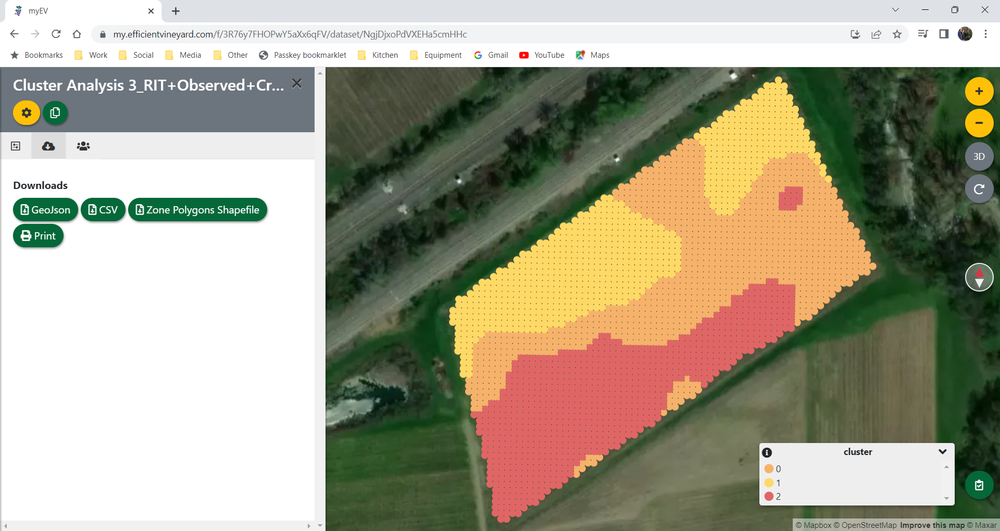 myEV
my.efficientvineyard.com/f/3R76y7FHOPwY5aXx6qFV/dataset/NgjDjxoPdVXEHa5cmHHc
Bookmarks Work Social Media Other Passkey bookmarklet Kitchen Equipment Gmail YouTube Maps
Cluster Analysis 3_RIT+Observed+Cr...
Downloads
GeoJson CSV Zone Polygons Shapefile
Print
3D
cluster
0
1
2
© Mapbox © OpenStreetMap Improve this map © Maxar